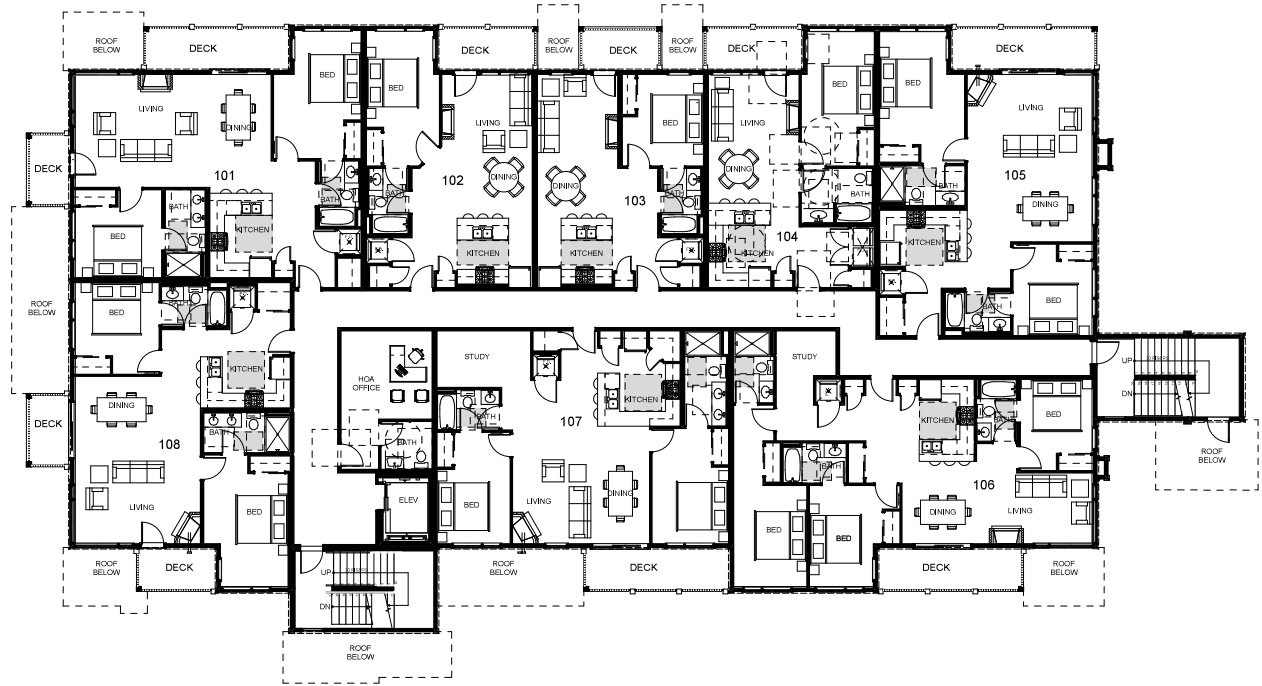 ROOF
BELOW
DECK
DECK
ROOF
BELOW
DECK
ROOF
BELOW
DECK
DECK
BED
BED
BED
BED
BED
LIVING
DINING
LIVING
LIVING
LIVING
DECK
101
102
DINING
DINING
103
DINING
104
105
DINING
BATH
BATH
BATH
BATH
BATH
BATH
BED
KITCHEN
KITCHEN
KITCHEN
KITCHEN
KITCHEN
ROOF
BELOW
BED
BATH
BATH
BED
KITCHEN
HOA
OFFICE
STUDY
STUDY
UP
DN
DINING
KITCHEN
KITCHEN
BED
DECK
108
BATH
BATH
BATH
107
BATH
BATH
106
ROOF
BELOW
LIVING
BED
ELEV
BED
LIVING
DINING
BED
BED
BED
DINING
LIVING
ROOF
BELOW
DECK
UP
DN
ROOF
BELOW
DECK
DECK
ROOF
BELOW
ROOF
BELOW